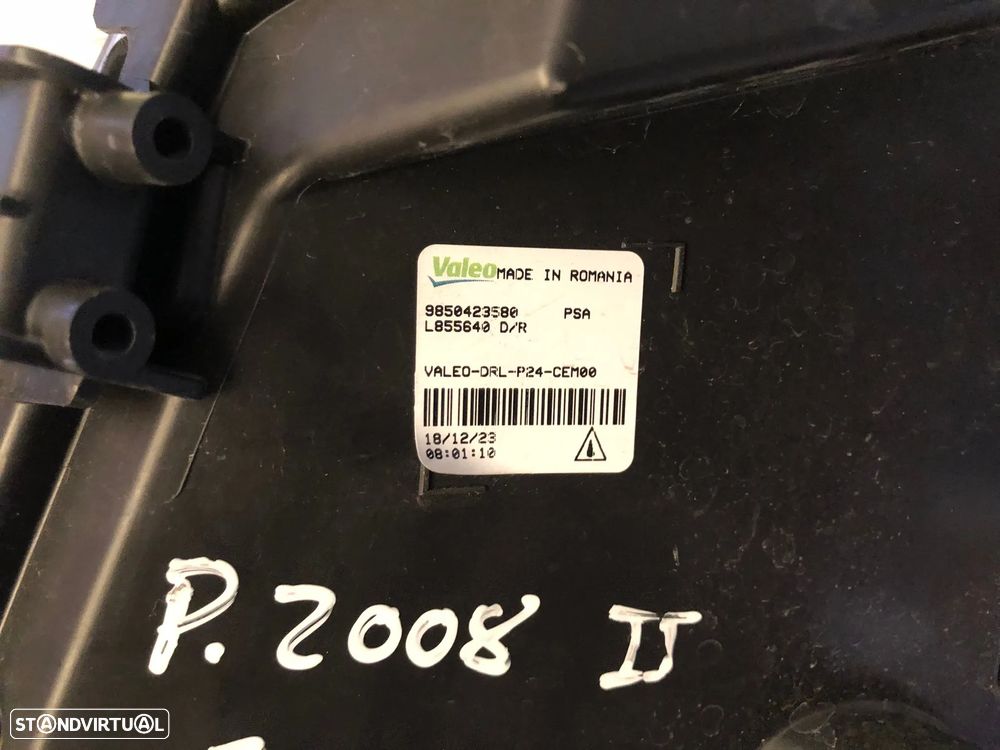 Valeo MADE IN ROMANIA
9850423580 PSA
L855640 D/R
VALEO-DRL-P24-CEM00
18/12/23
08:01:10
P. 2008 II
STANDVIRTUAL